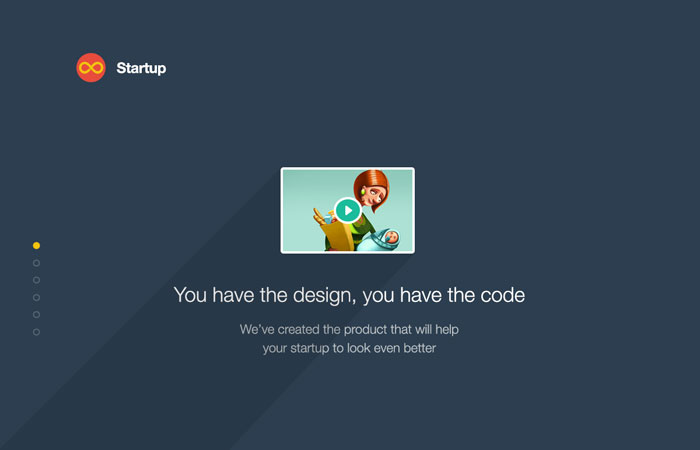 Startup
You have the design, you have the code
We've created the product that will help
your startup to look even better